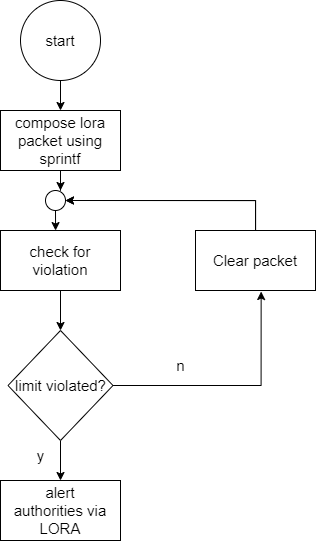 start
compose lora
packet using
sprintf
check for
violation
Clear packet
limit violated?
n
y
alert
authorities via
LORA